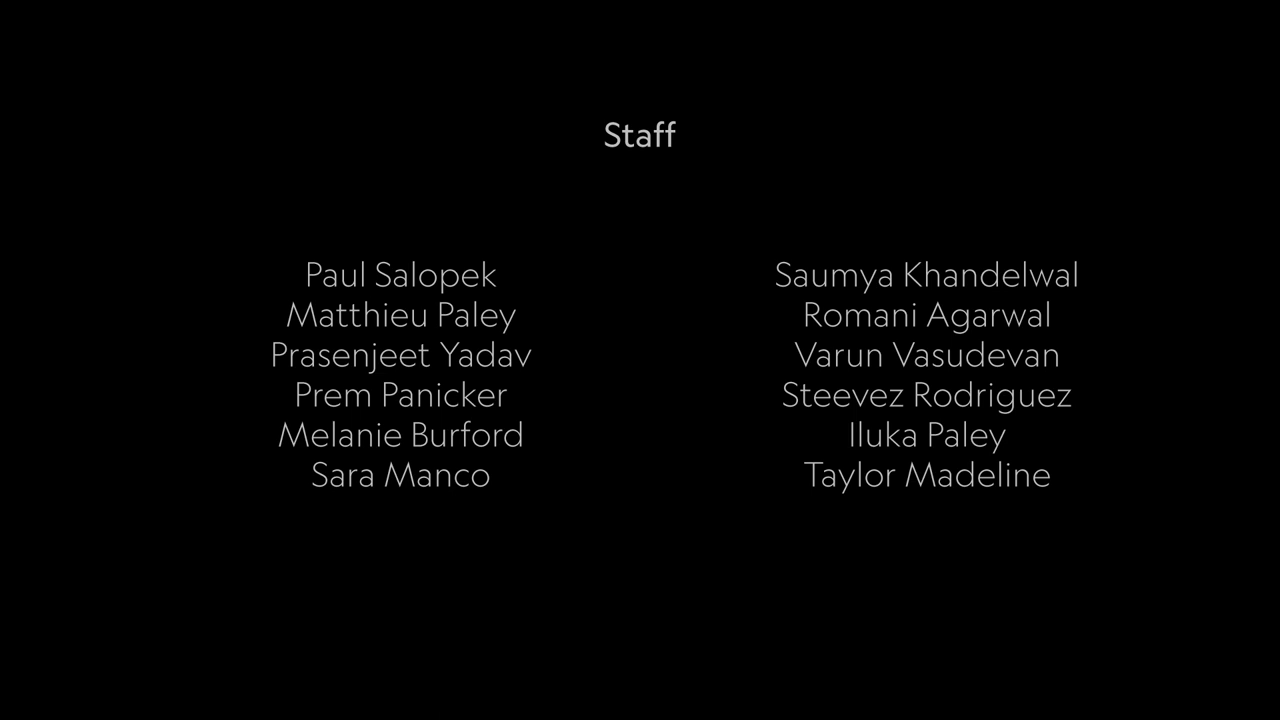 Staff
Paul Salopek
Matthieu Paley
Prasenjeet Yadav
Prem Panicker
Melanie Burford
Sara Manco
Saumya Khandelwal
Romani Agarwal
Varun Vasudevan
Steevez Rodriguez
Iluka Paley
Taylor Madeline